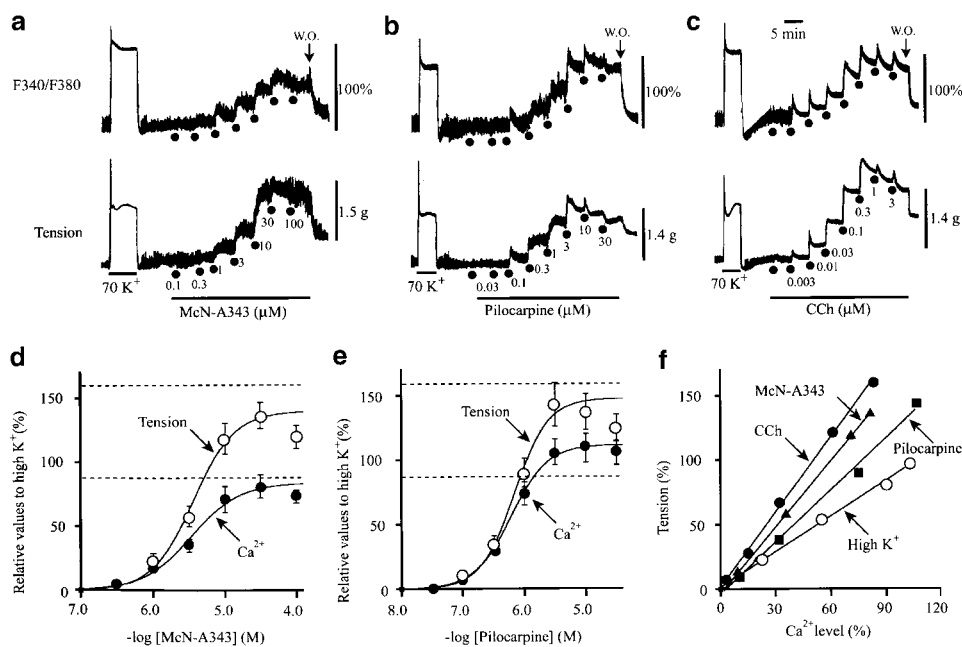 a
W.O.
F340/F380
100%
Tension
30
100
10
3
1
0.3
0.1
1.5 g
70 K+
McN-A343 (μM)
b
W.O.
100%
10
30
3
1
0.3
0.1
0.03
1.4 g
70 K+
Pilocarpine (μM)
c
5 min
W.O.
100%
1
3
0.3
0.1
0.03
0.01
0.003
1.4 g
70 K+
CCh (μM)
d
Relative values to high K+(%)
150
100
50
0
Tension
Ca2+
7.0 6.0 5.0 4.0
-log [McN-A343] (M)
e
Relative values to high K+(%)
150
100
50
0
Tension
Ca2+
8.0 7.0 6.0 5.0
-log [Pilocarpine] (M)
f
Tension (%)
150
100
50
0
McN-A343
CCh
Pilocarpine
High K+
0 30 60 90 120
Ca2+ level (%)